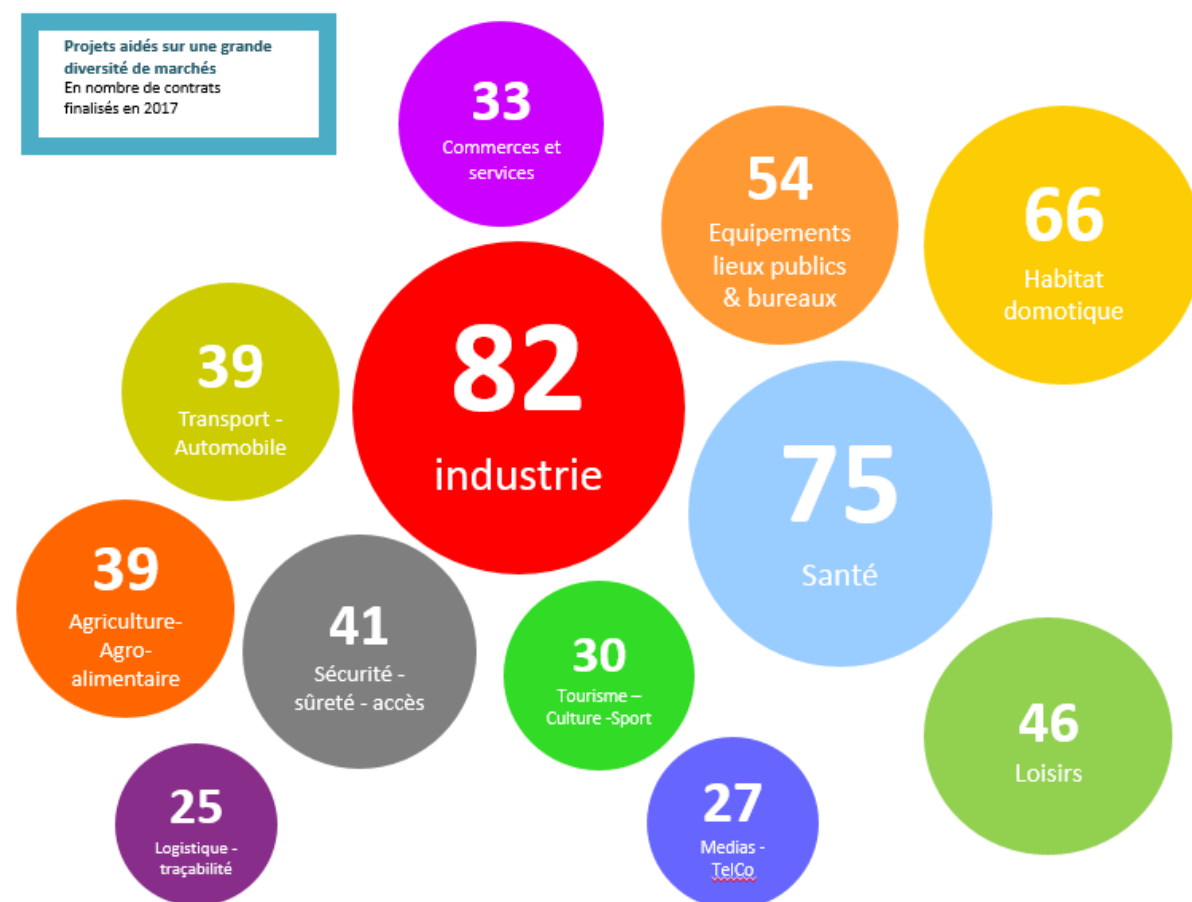 Projets aidés sur une grande
diversité de marchés
En nombre de contrats
finalisés en 2017
33
Commerces et
services
54
Equipements
lieux publics
& bureaux
66
Habitat
domotique
39
Transport -
Automobile
82
industrie
75
Santé
39
Agriculture-
Agro-
alimentaire
41
Sécurité -
sûreté - accès
30
Tourisme –
Culture -Sport
46
Loisirs
25
Logistique -
traçabilité
27
Medias -
TelCo